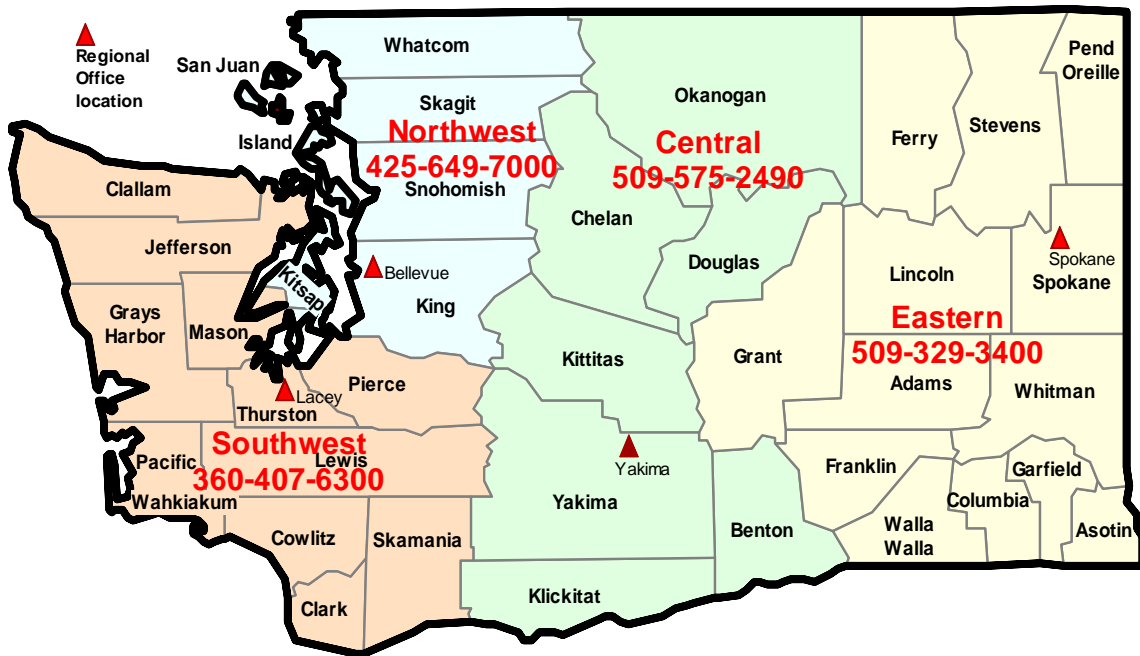 Regional
Office
location
San Juan
Island
Whatcom
Skagit
Northwest
425-649-7000
Snohomish
Bellevue
King
Kitsap
Clallam
Jefferson
Grays
Harbor
Mason
Pierce
Lacey
Thurston
Southwest
Lewis
360-407-6300
Pacific
Wahkiakum
Cowlitz
Skamania
Clark
Okanogan
Central
509-575-2490
Chelan
Douglas
Kittitas
Yakima
Yakima
Benton
Klickitat
Ferry
Stevens
Pend
Oreille
Spokane
Spokane
Lincoln
Eastern
509-329-3400
Grant
Adams
Whitman
Franklin
Garfield
Columbia
Walla
Walla
Asotin